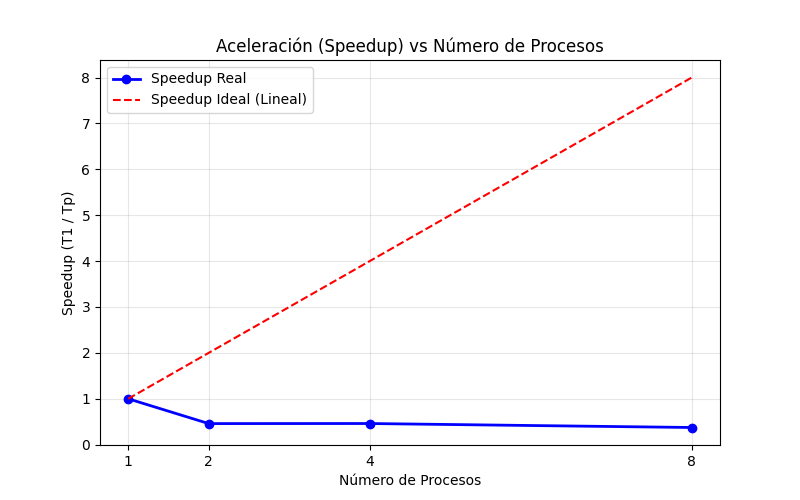 Aceleración (Speedup) vs Número de Procesos
Speedup Real
Speedup Ideal (Lineal)
8
7
6
5
4
3
2
1
0
Speedup (T1 / Tp)
1 2 4 8
Número de Procesos